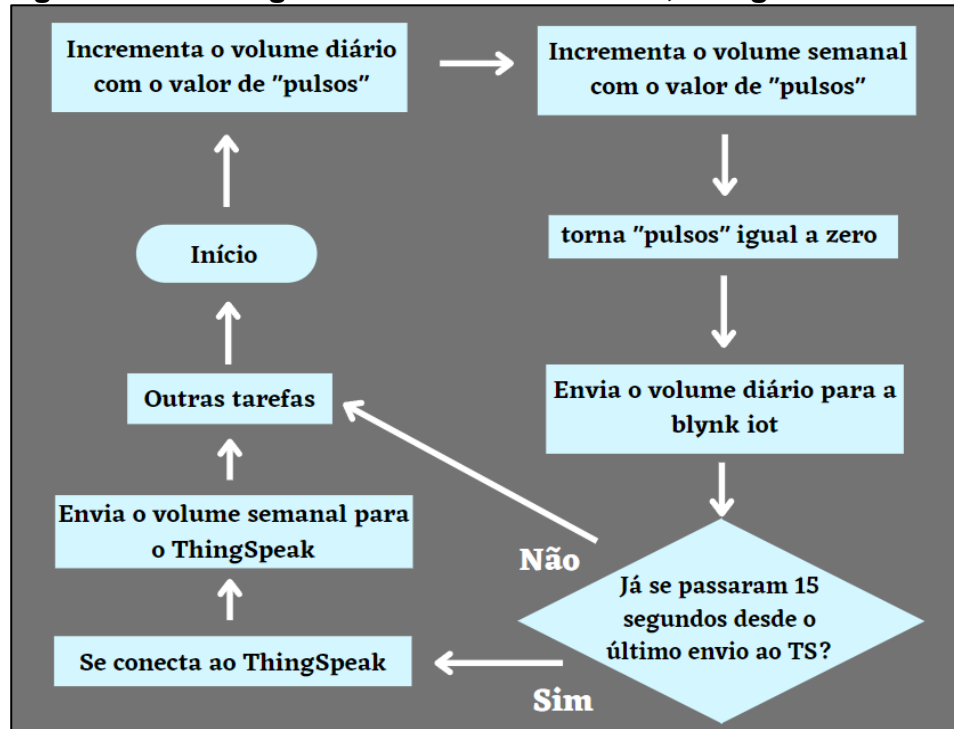 Incrementa o volume diário
com o valor de "pulsos"
Incrementa o volume semanal
com o valor de "pulsos"
torna "pulsos" igual a zero
Início
Envia o volume diário para a
blynk iot
Outras tarefas
Já se passaram 15
segundos desde o
último envio ao TS?
Não
Sim
Se conecta ao ThingSpeak
Envia o volume semanal para
o ThingSpeak